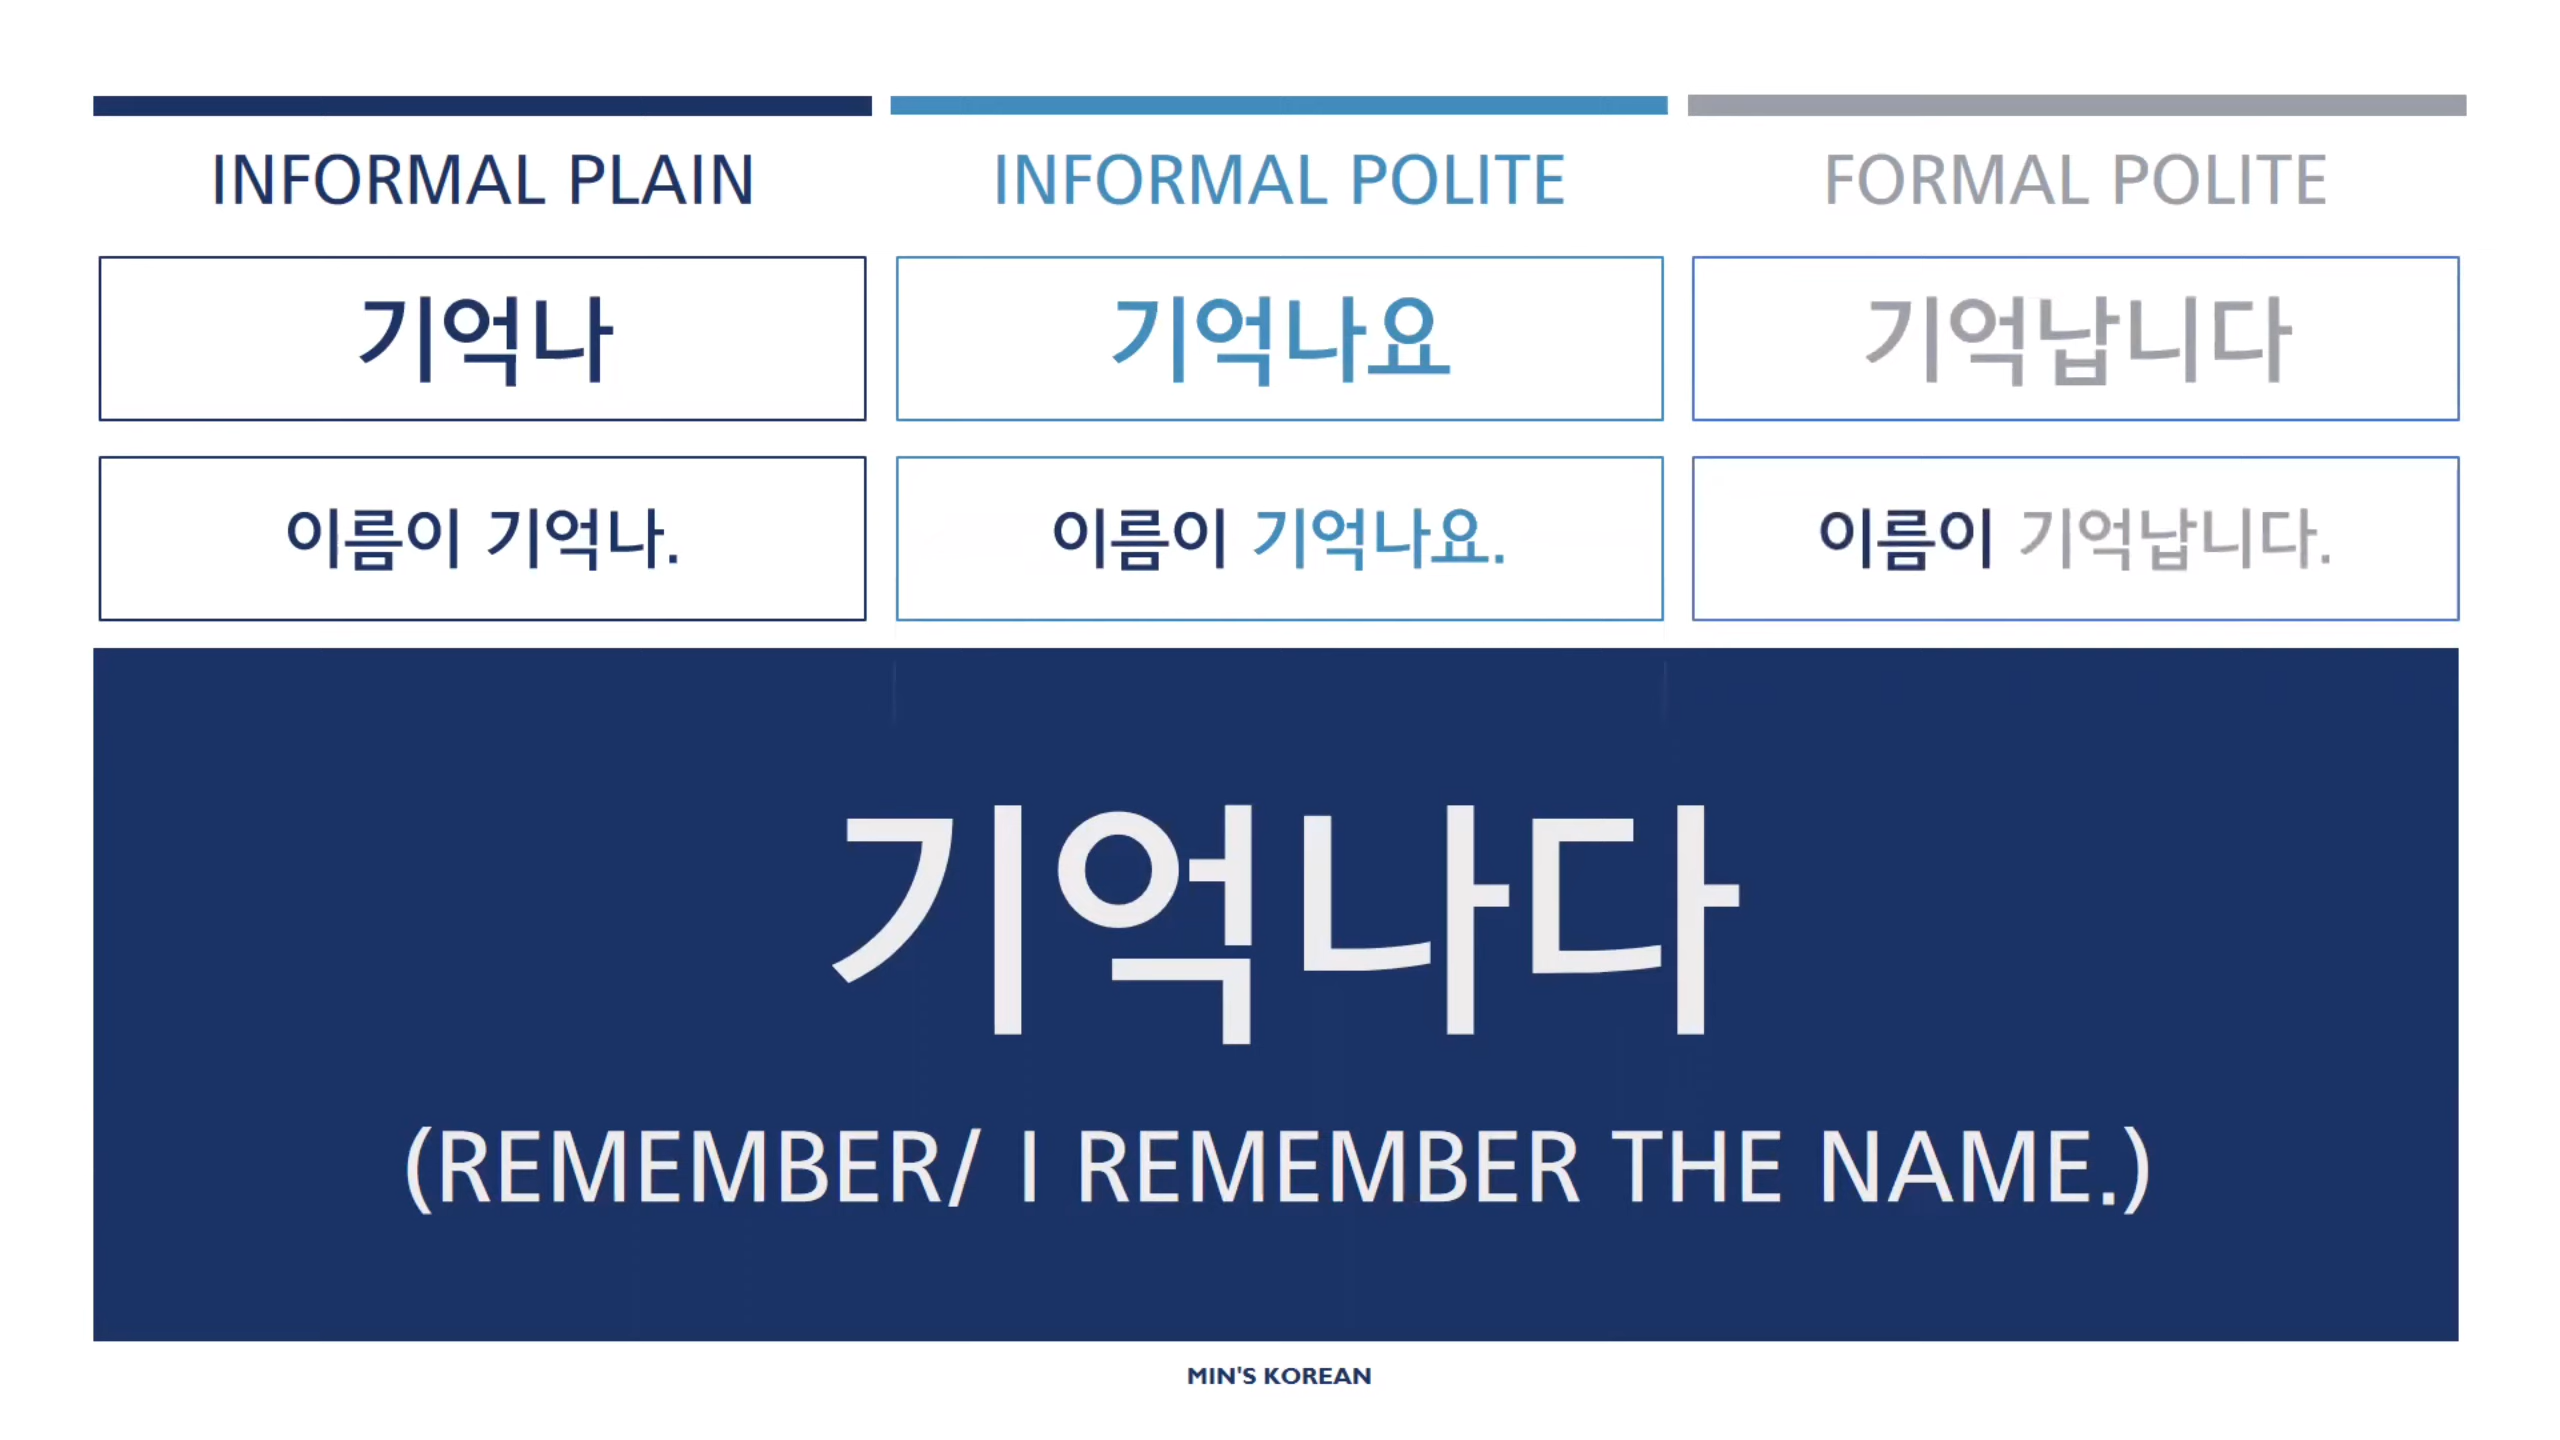 INFORMAL PLAIN
INFORMAL POLITE
FORMAL POLITE
기억나
기억나요
기억납니다
이름이 기억나.
이름이 기억나요.
이름이 기억납니다.
기억나다
(REMEMBER/ I REMEMBER THE NAME.)
MIN'S KOREAN